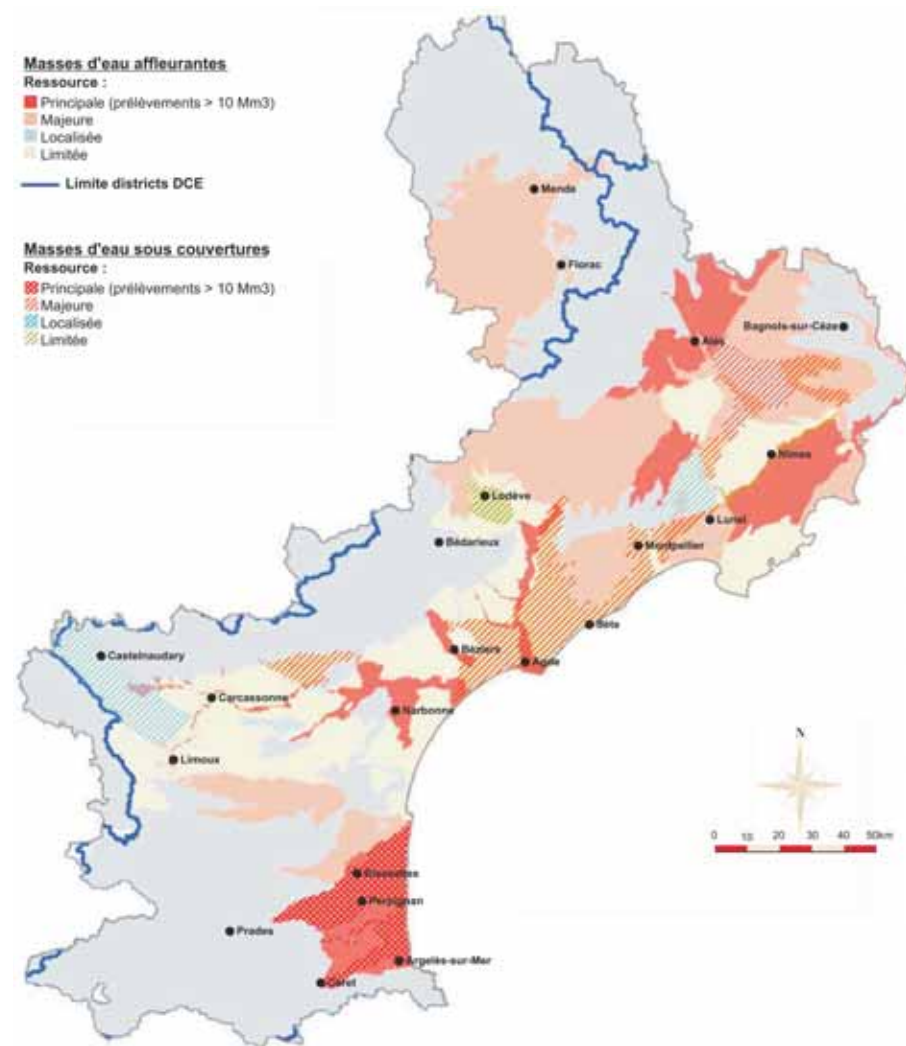 Masses d'eau affleurantes
Ressource :
Principale (prélèvements > 10 Mm3)
Majeure
Localisée
Limitée
Limite districts DCE
Masses d'eau sous couvertures
Ressource :
Principale (prélèvements > 10 Mm3)
Majeure
Localisée
Limitée
Mende
Florac
Bagnols-sur-Cèze
Alès
Nîmes
Lodève
Lunel
Bédarieux
Montpellier
Sète
Béziers
Castelnaudary
Agde
Carcassonne
Narbonne
Limoux
N
0 10 20 30 40 50km
Perpignan
Prades
Argelès-sur-Mer
Céret